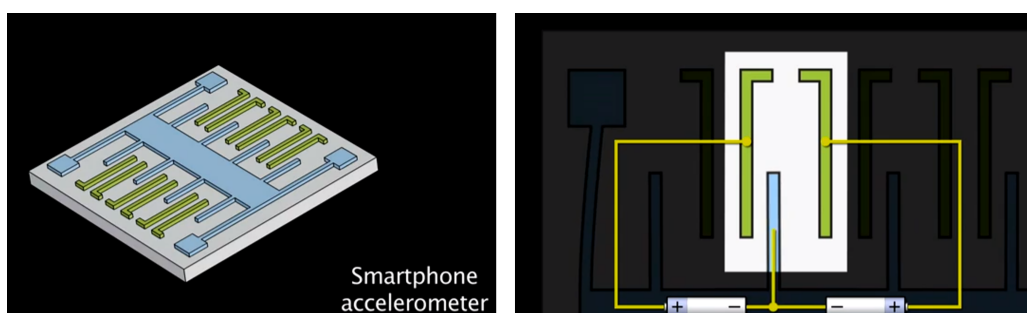 Smartphone
accelerometer
+ −
− +